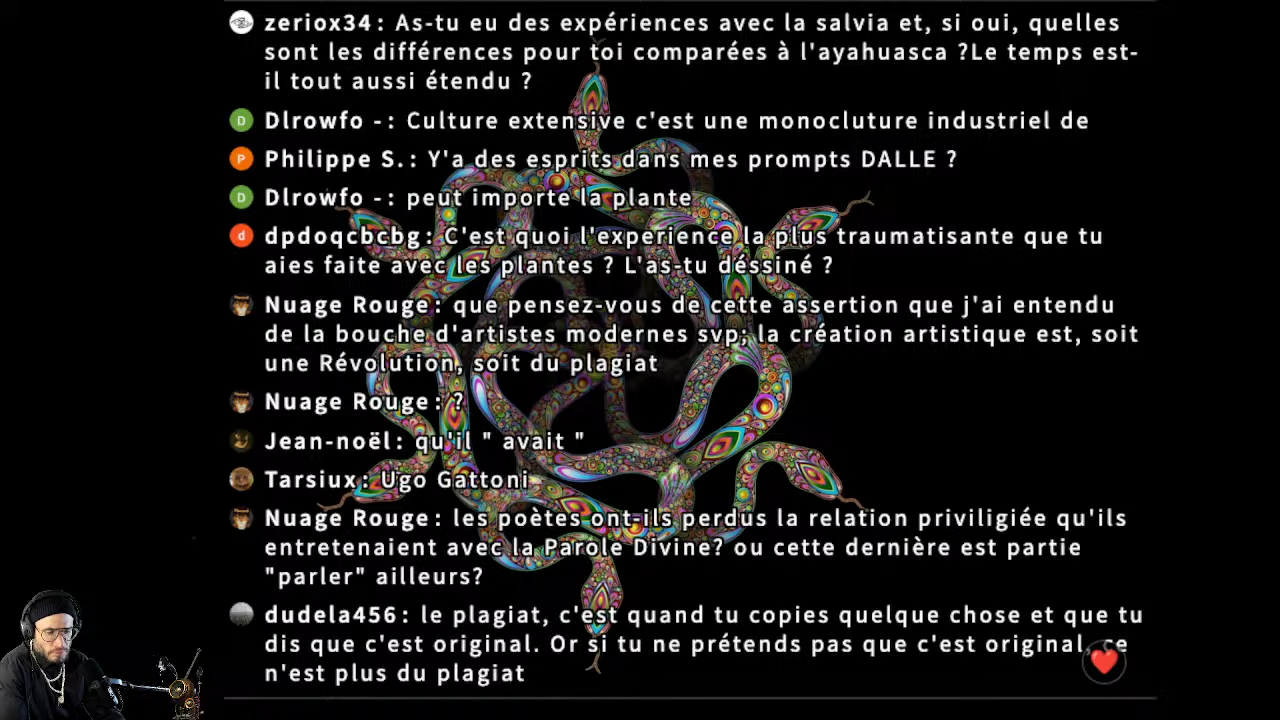 zeriox34: As-tu eu des expériences avec la salvia et, si oui, quelles
sont les différences pour toi comparées à l'ayahuasca ?Le temps est-
il tout aussi étendu ?
D Dlrowfo -: Culture extensive c'est une monocluture industriel de
P Philippe S.: Y'a des esprits dans mes prompts DALLE ?
D Dlrowfo -: peut importe la plante
d dpdoqcbcbg: C'est quoi l'experience la plus traumatisante que tu
aies faite avec les plantes ? L'as-tu déssiné ?
Nuage Rouge: que pensez-vous de cette assertion que j'ai entendu
de la bouche d'artistes modernes svp; la création artistique est, soit
une Révolution, soit du plagiat
Nuage Rouge: ?
Jean-noël: qu'il " avait "
Tarsiux: Ugo Gattoni
Nuage Rouge: les poètes ont-ils perdus la relation priviligiée qu'ils
entretenaient avec la Parole Divine? ou cette dernière est partie
"parler" ailleurs?
dudela456: le plagiat, c'est quand tu copies quelque chose et que tu
dis que c'est original. Or si tu ne prétends pas que c'est original, ce
n'est plus du plagiat